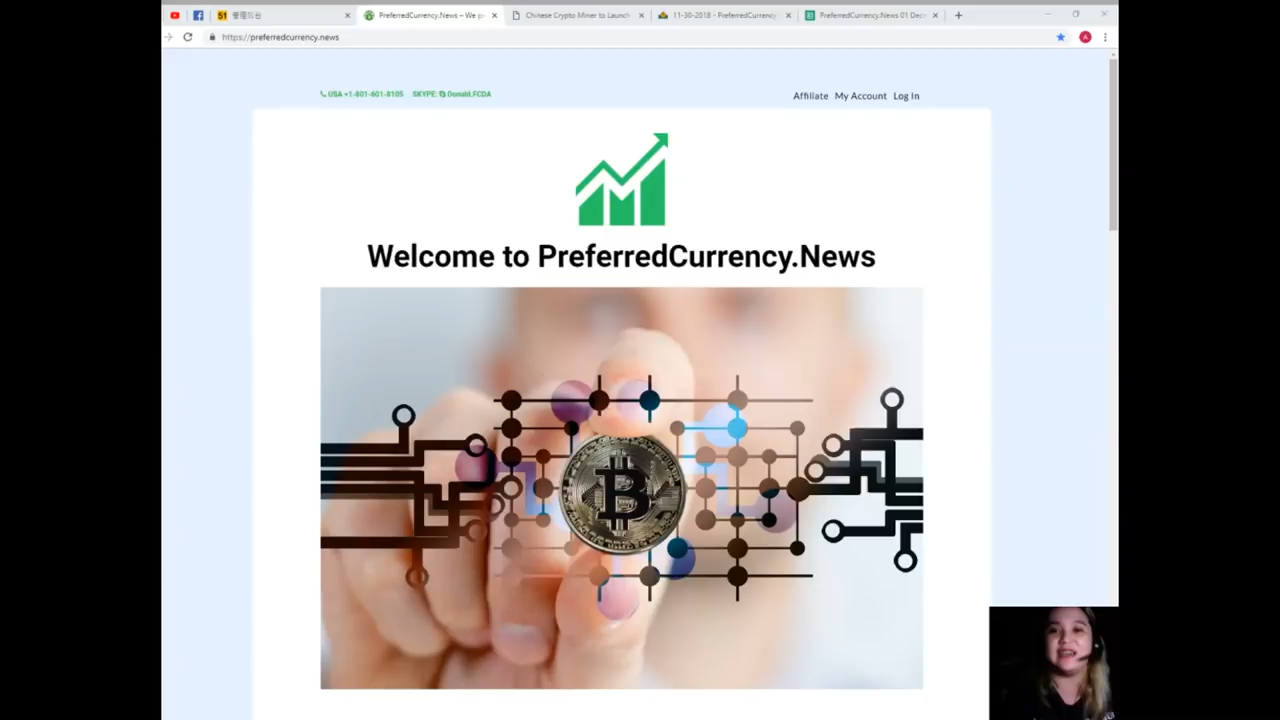 PreferredCurrency.News – We p
Chinese Crypto Miner to Launch
11-30-2018 - PreferredCurrency
PreferredCurrency.News 01 Dec
https://preferredcurrency.news
USA +1-801-601-8105 SKYPE: Donald.FCDA
Affiliate My Account Log In
Welcome to PreferredCurrency.News
B